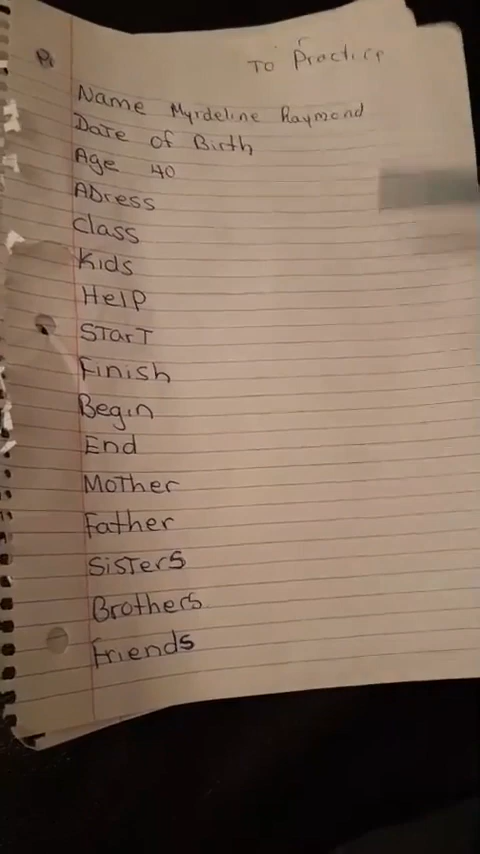 To Practice
Name Myrdeline Raymond
Date of Birth
Age 40
ADress
Class
Kids
Help
STarT
Finish
Begin
End
Mother
Father
Sisters
Brothers
Friends